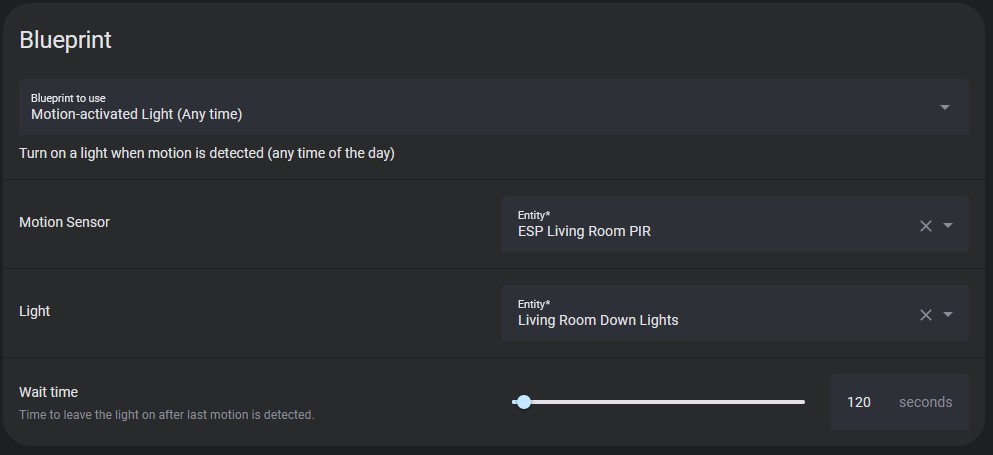 Blueprint
Blueprint to use
Motion-activated Light (Any time)
Turn on a light when motion is detected (any time of the day)
Motion Sensor
Entity*
ESP Living Room PIR
Light
Entity*
Living Room Down Lights
Wait time
Time to leave the light on after last motion is detected.
120 seconds